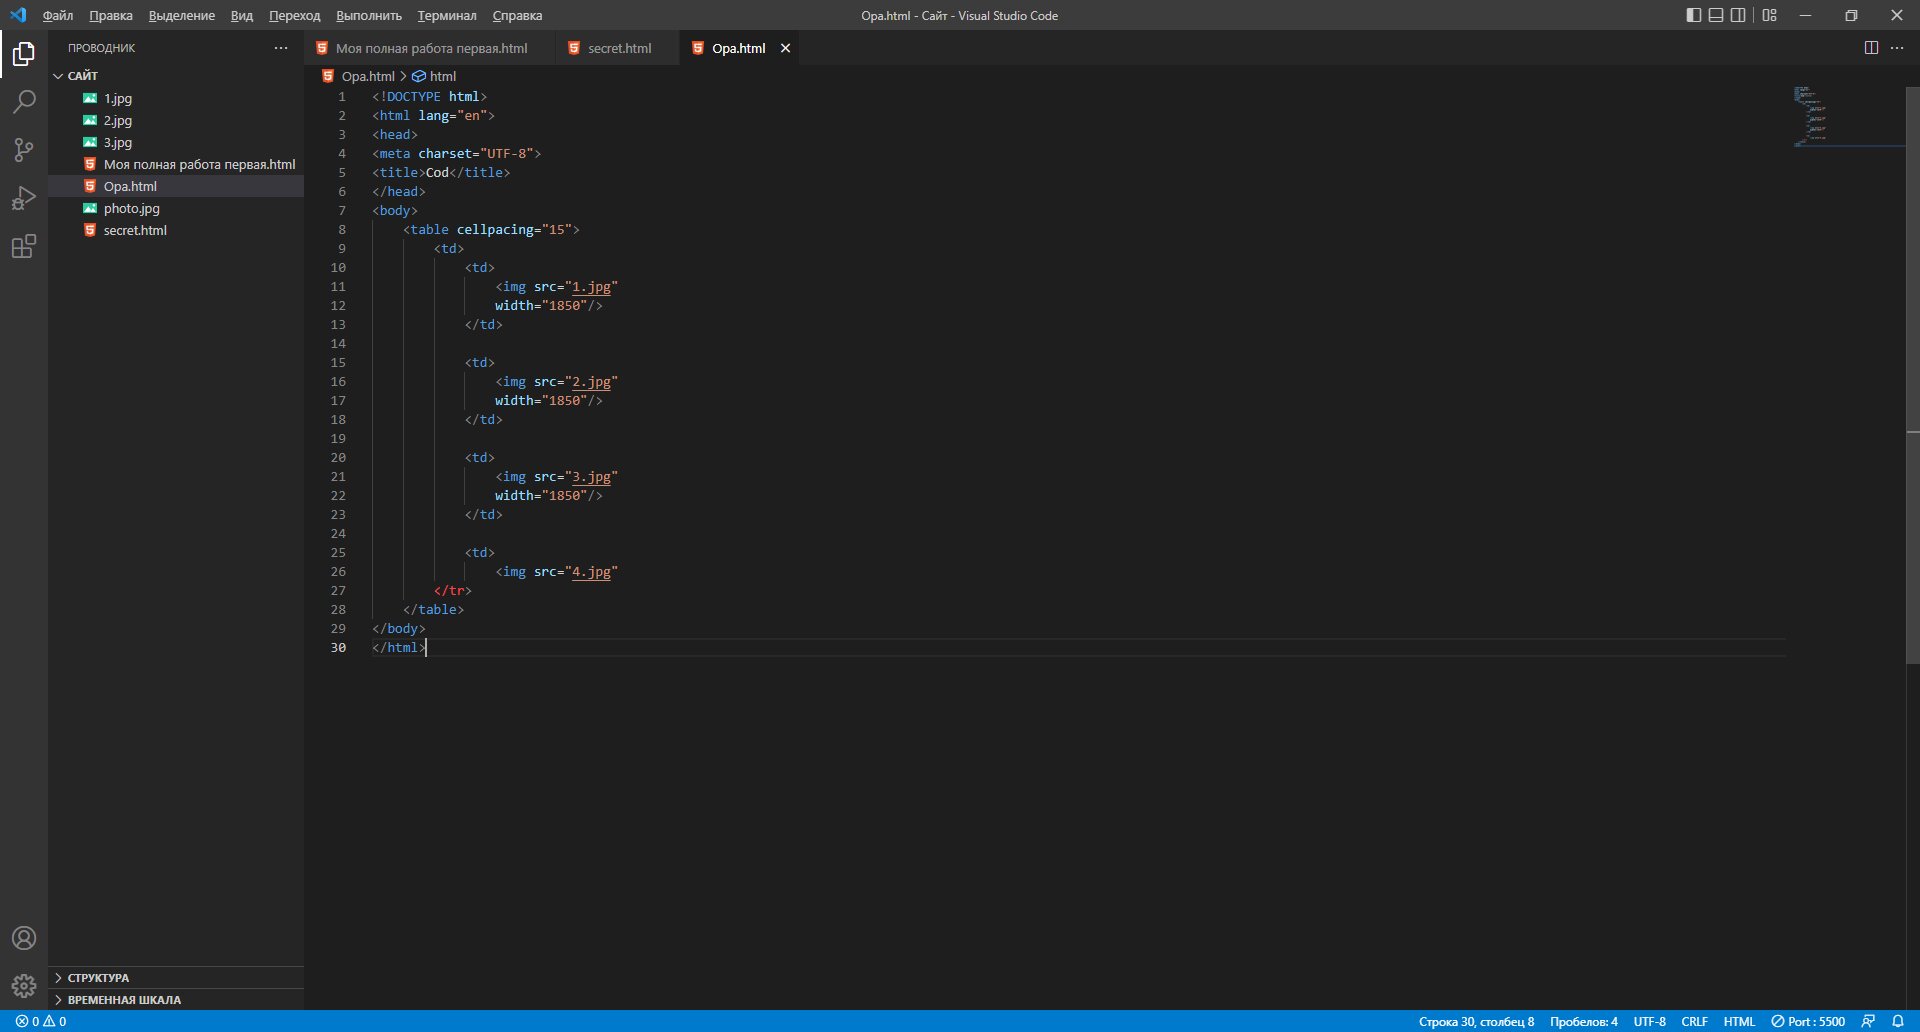 Файл Правка Выделение Вид Переход Выполнить Терминал Справка
Opa.html - Сайт - Visual Studio Code
ПРОВОДНИК
САЙТ
1.jpg
2.jpg
3.jpg
Моя полная работа первая.html
Opa.html
photo.jpg
secret.html
СТРУКТУРА
ВРЕМЕННАЯ ШКАЛА
Моя полная работа первая.html secret.html Opa.html
Opa.html html
1 <!DOCTYPE html>
2 <html lang="en">
3 <head>
4 <meta charset="UTF-8">
5 <title>Cod</title>
6 </head>
7 <body>
8 <table cellpacing="15">
9 <td>
10 <td>
11 <img src="1.jpg"
12 width="1850"/>
13 </td>
14
15 <td>
16 <img src="2.jpg"
17 width="1850"/>
18 </td>
19
20 <td>
21 <img src="3.jpg"
22 width="1850"/>
23 </td>
24
25 <td>
26 <img src="4.jpg"
27 </tr>
28 </table>
29 </body>
30 </html>
0 0
Строка 30, столбец 8 Пробелов: 4 UTF-8 CRLF HTML Port : 5500